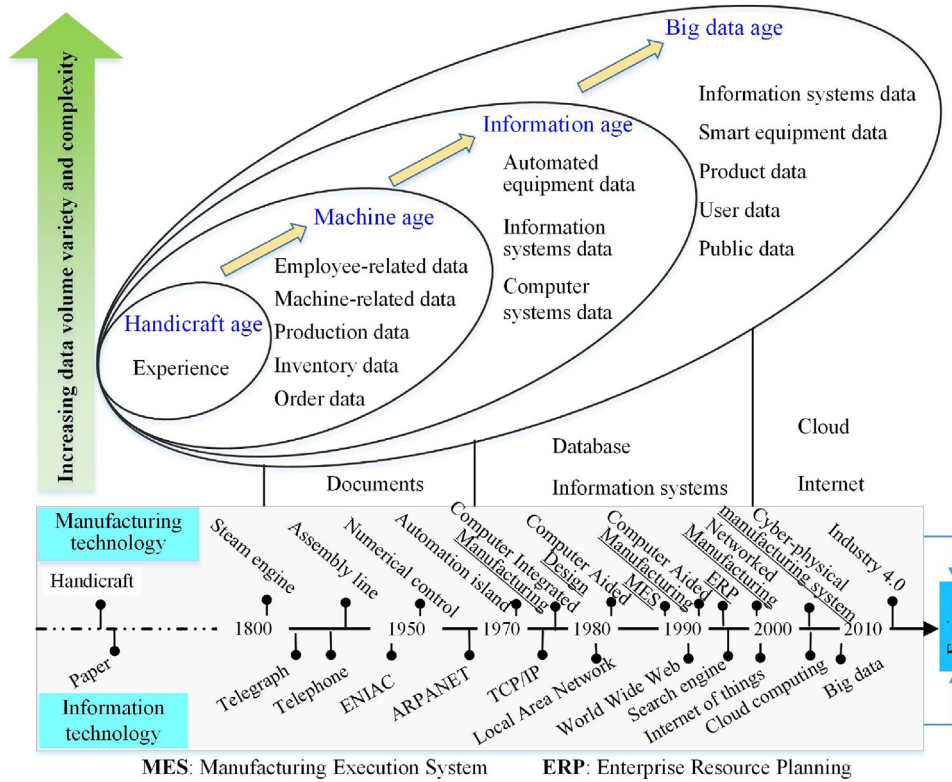 Increasing data volume variety and complexity
Big data age
Information systems data
Smart equipment data
Product data
User data
Public data
Information age
Automated
equipment data
Information
systems data
Computer
systems data
Machine age
Employee-related data
Machine-related data
Production data
Inventory data
Order data
Handicraft age
Experience
Documents
Database
Information systems
Cloud
Internet
Manufacturing
technology
Handicraft
Steam engine
Assembly line
Numerical control
Automation island
Computer Integrated
Manufacturing
Computer Aided
Design
MES
Computer Aided
Manufacturing
ERP
Networked
Manufacturing
Cyber-physical
manufacturing system
Industry 4.0
1800
1950
1970
1980
1990
2000
2010
Paper
Telegraph
Telephone
ENIAC
ARPANET
TCP/IP
Local Area Network
World Wide Web
Search engine
Internet of things
Cloud computing
Big data
Information
technology
MES: Manufacturing Execution System
ERP: Enterprise Resource Planning